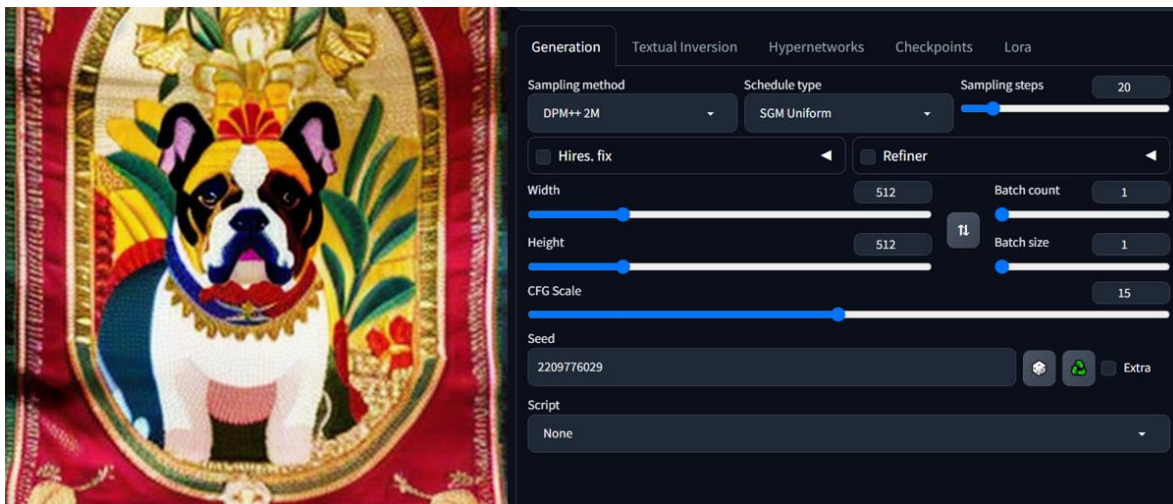 Generation Textual Inversion Hypernetworks Checkpoints Lora
Sampling method Schedule type Sampling steps 20
DPM++ 2M SGM Uniform
Hires. fix Refiner
Width 512 Batch count 1
Height 512 Batch size 1
CFG Scale 15
Seed
2209776029 Extra
Script
None